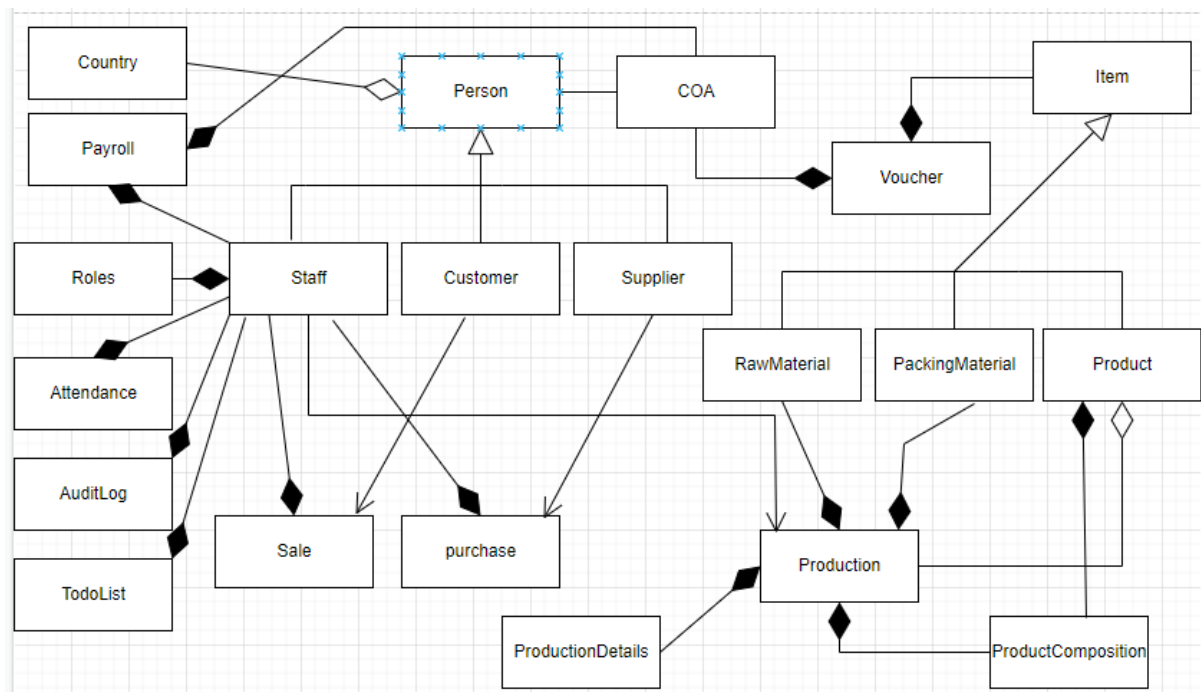 Country
Person
COA
Item
Payroll
Voucher
Roles
Staff
Customer
Supplier
RawMaterial
PackingMaterial
Product
Attendance
AuditLog
Sale
purchase
Production
TodoList
ProductionDetails
ProductComposition